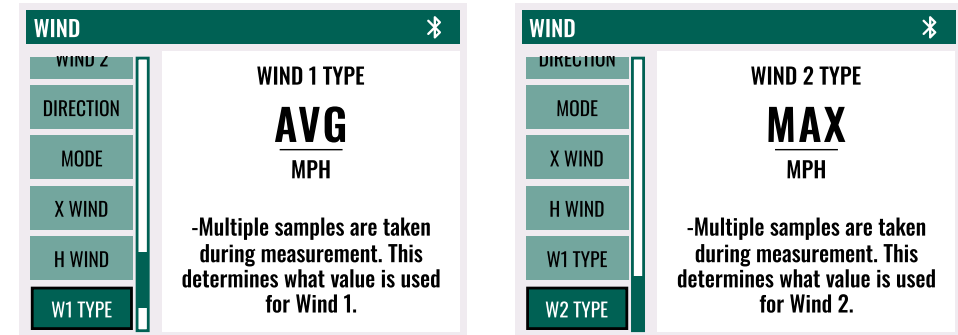 WIND
WIND 2
DIRECTION
MODE
X WIND
H WIND
W1 TYPE
WIND 1 TYPE
AVG
MPH
-Multiple samples are taken
during measurement. This
determines what value is used
for Wind 1.
WIND
DIRECTION
MODE
X WIND
H WIND
W1 TYPE
W2 TYPE
WIND 2 TYPE
MAX
MPH
-Multiple samples are taken
during measurement. This
determines what value is used
for Wind 2.